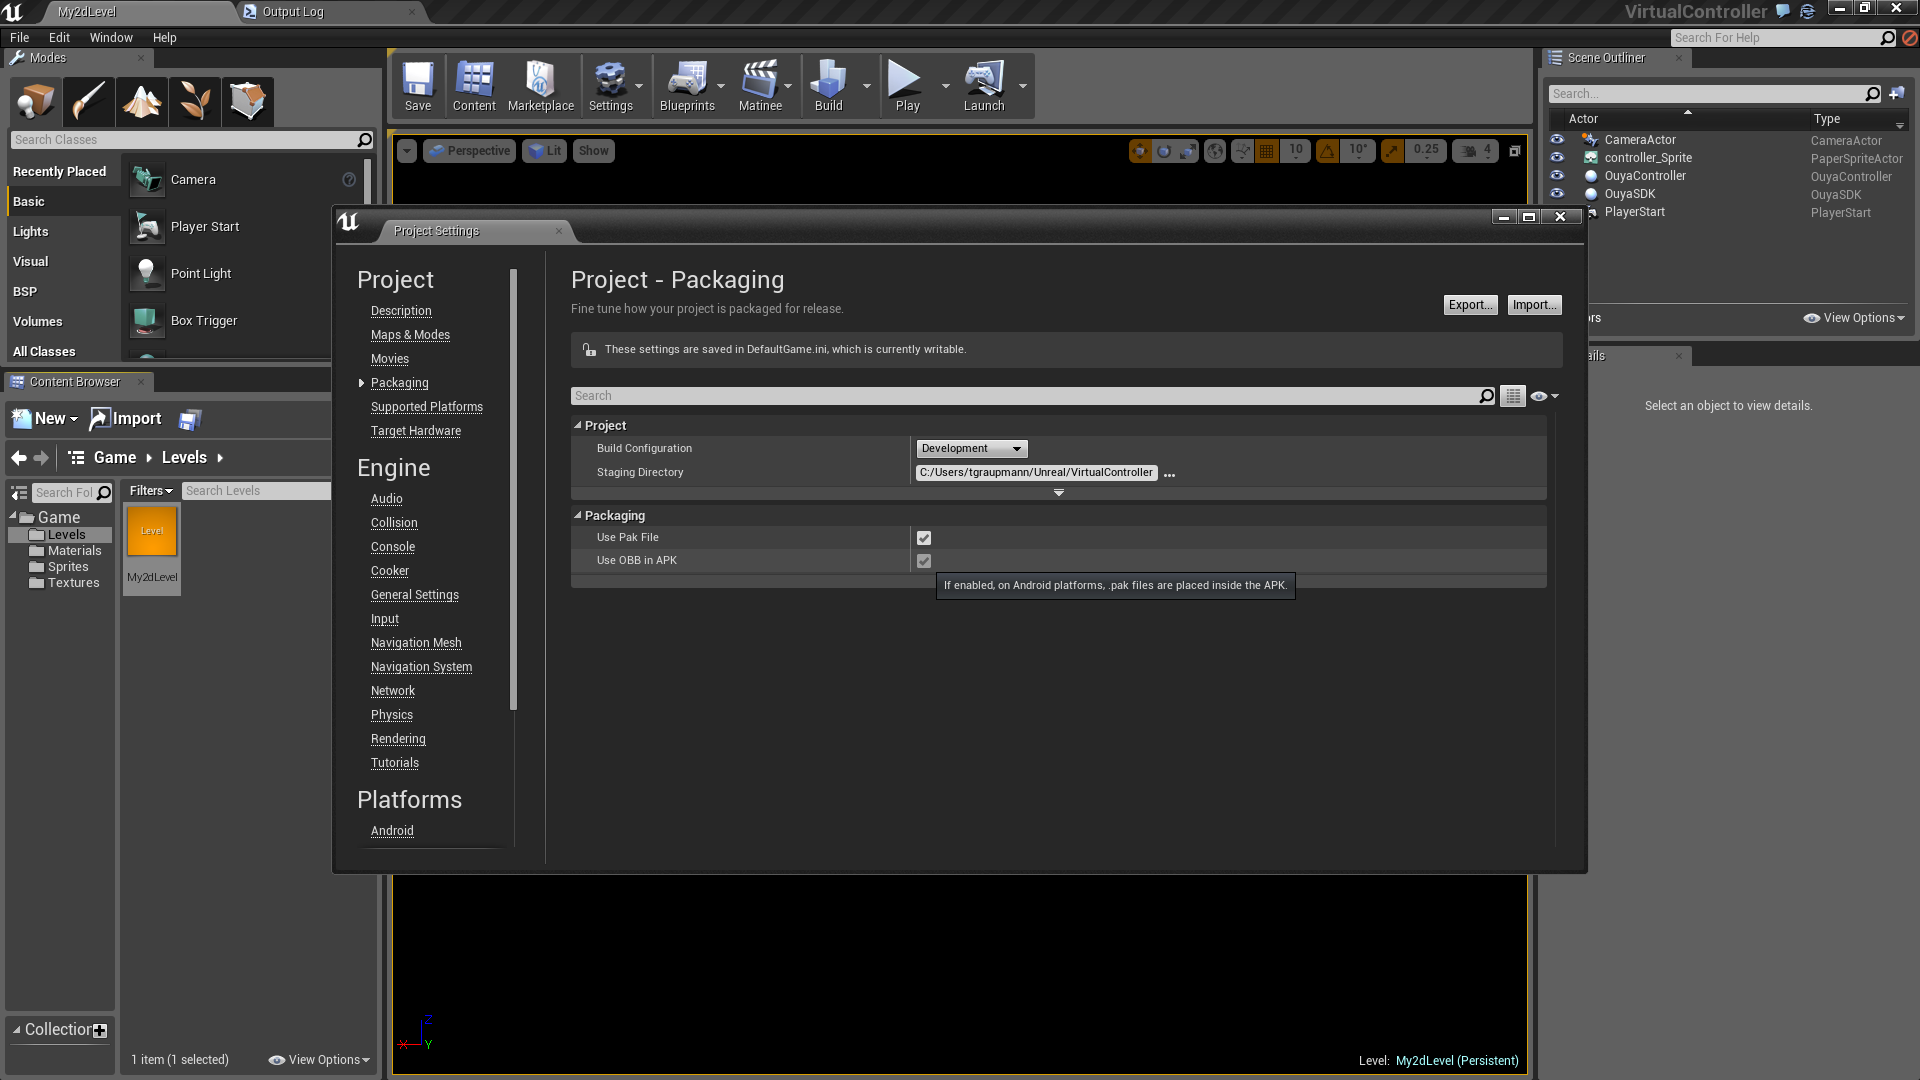 My2dLevel
Output Log
VirtualController
File Edit Window Help
Search For Help
Modes
Search Classes
Recently Placed
Basic
Lights
Visual
BSP
Volumes
All Classes
Camera
Player Start
Point Light
Box Trigger
Save
Content
Marketplace
Settings
Blueprints
Matinee
Build
Play
Launch
Perspective
Lit
Show
10
10°
0.25
4
Scene Outliner
Search...
Actor Type
CameraActor CameraActor
controller_Sprite PaperSpriteActor
OuyaController OuyaController
OuyaSDK OuyaSDK
PlayerStart PlayerStart
View Options
Select an object to view details.
Content Browser
New
Import
Game Levels
Search Fol
Filters
Search Levels
Game
Levels
Materials
Sprites
Textures
Level
My2dLevel
Collection
1 item (1 selected)
View Options
Project Settings
Project
Description
Maps & Modes
Movies
Packaging
Supported Platforms
Target Hardware
Engine
Audio
Collision
Console
Cooker
General Settings
Input
Navigation Mesh
Navigation System
Network
Physics
Rendering
Tutorials
Platforms
Android
Project - Packaging
Fine tune how your project is packaged for release.
Export...
Import...
These settings are saved in DefaultGame.ini, which is currently writable.
Search
Project
Build Configuration
Development
Staging Directory
C:/Users/tgraupmann/Unreal/VirtualController
...
Packaging
Use Pak File
Use OBB in APK
If enabled, on Android platforms, .pak files are placed inside the APK.
Z
X
Y
Level: My2dLevel (Persistent)